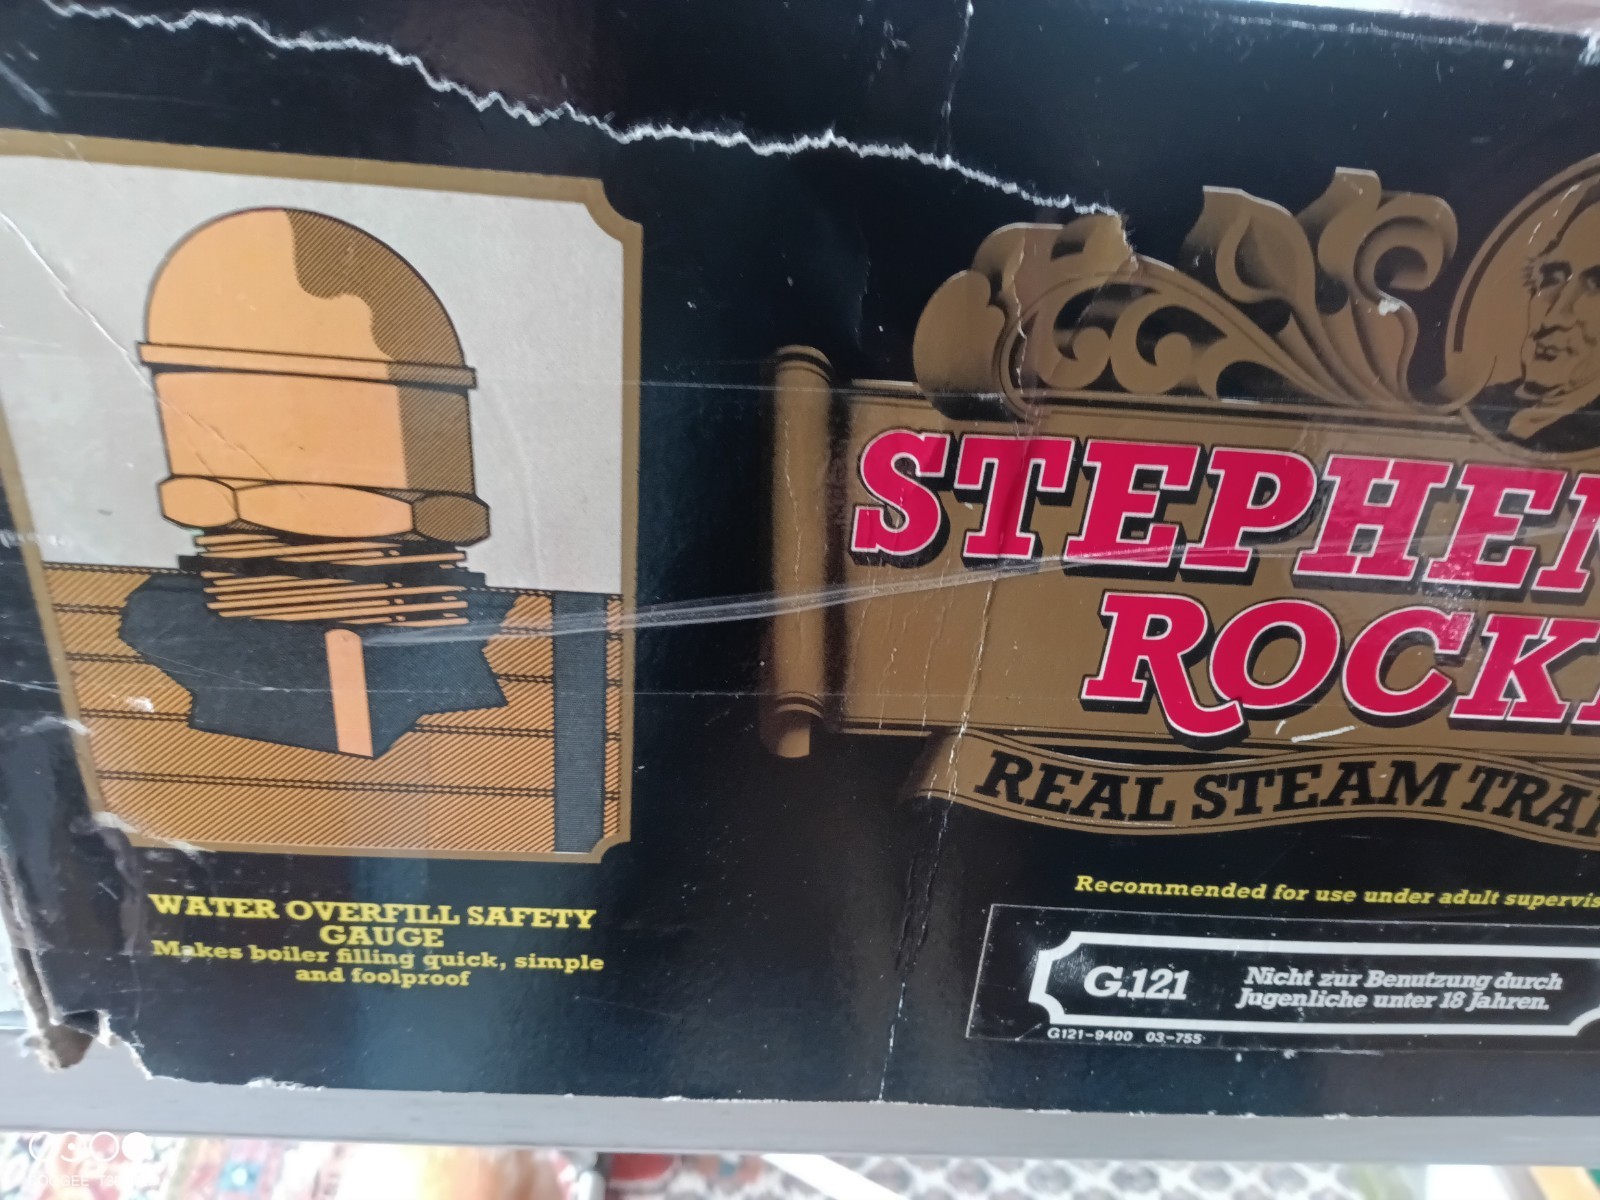 STEPHEN
ROCK
REAL STEAM TRA
Recommended for use under adult supervis
WATER OVERFILL SAFETY
GAUGE
Makes boiler filling quick, simple
and foolproof
G.121
Nicht zur Benutzung durch
Jugenliche unter 18 Jahren.
G121-9400 03-755